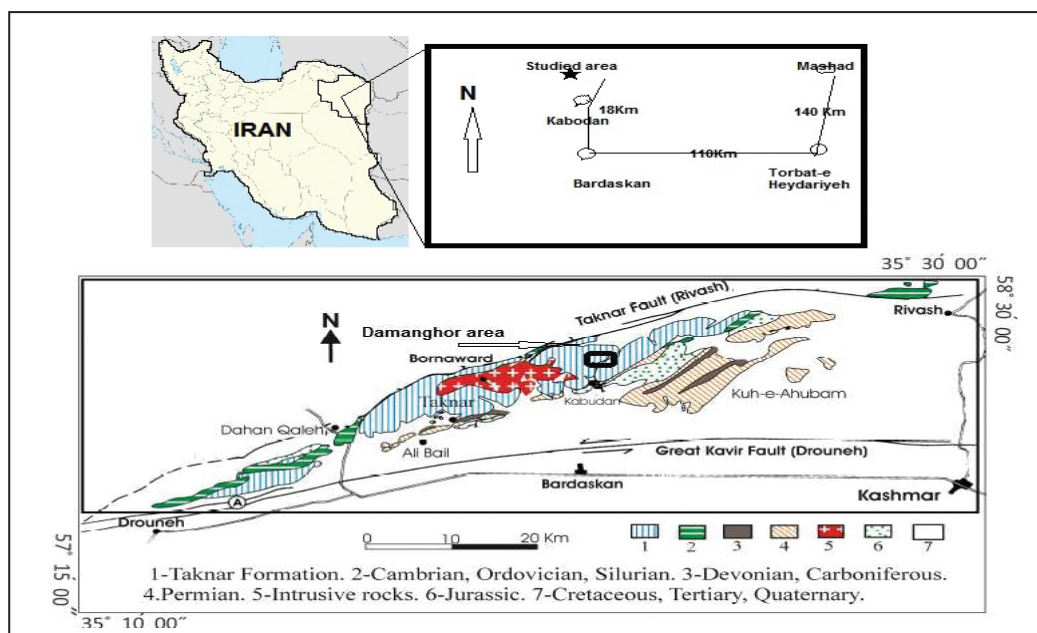 IRAN
Studied area
Mashad
N
18Km
140 Km
Kabodan
110Km
Bardaskan
Torbat-e
Heydariyeh
35° 30 00"
58° 30 00"
Taknar Fault (Rivash)
Rivash
N
Damanghor area
Bornaward
Kabudan
Kuh-e-Ahubam
Taknar
Dahan Qaleh
Ali Bail
Great Kavir Fault (Drouneh)
Bardaskan
Kashmar
A
Drouneh
0 10 20 Km
1 2 3 4 5 6 7
57° 15 00"
1-Taknar Formation. 2-Cambrian, Ordovician, Silurian. 3-Devonian, Carboniferous.
4.Permian. 5-Intrusive rocks. 6-Jurassic. 7-Cretaceous, Tertiary, Quaternary.
35° 10 00"